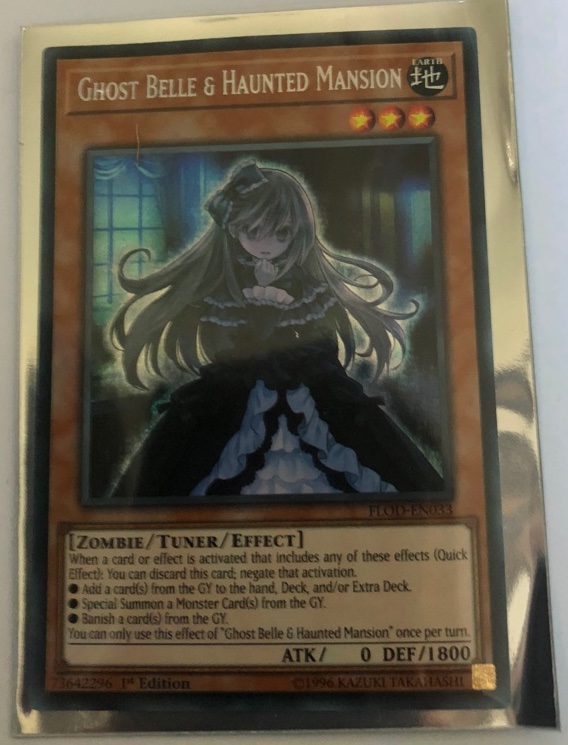 GHOST BELLE & HAUNTED MANSION
EARTH
地
FLOD-EN033
[ZOMBIE/TUNER/EFFECT]
When a card or effect is activated that includes any of these effects (Quick
Effect): You can discard this card; negate that activation.
● Add a card(s) from the GY to the hand, Deck, and/or Extra Deck.
● Special Summon a Monster Card(s) from the GY.
● Banish a card(s) from the GY.
You can only use this effect of "Ghost Belle & Haunted Mansion" once per turn.
ATK/ 0 DEF/1800
73642296 1st Edition ©1996 KAZUKI TAKAHASHI